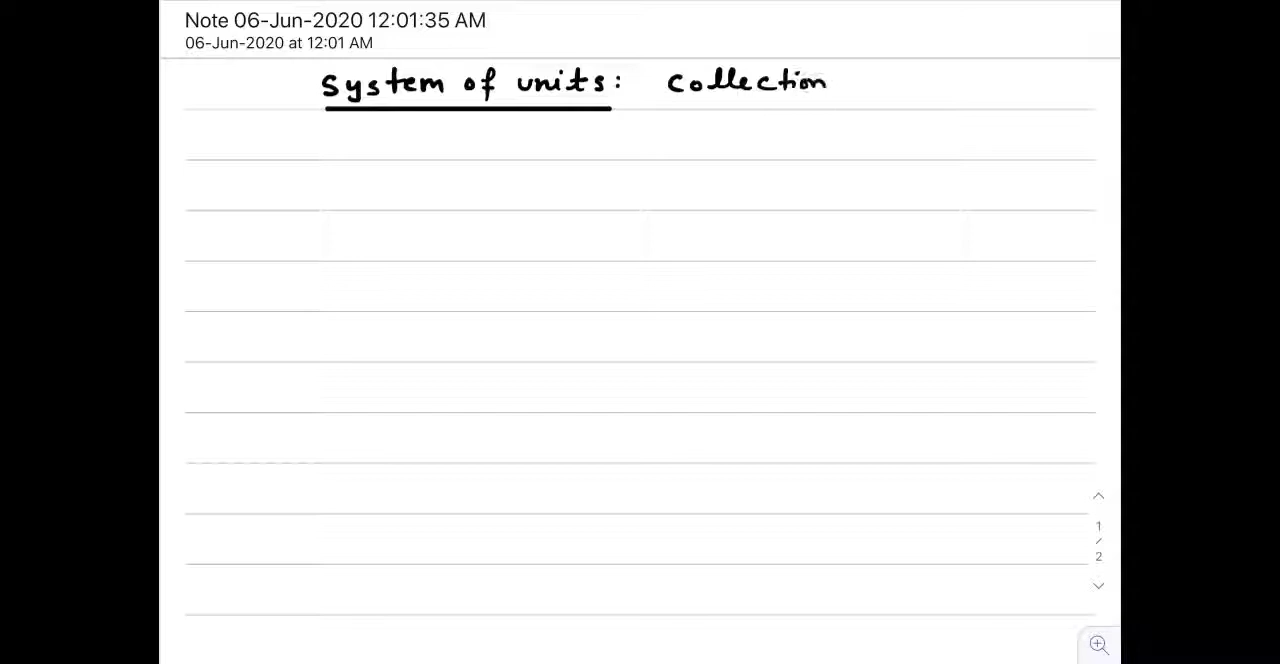 Note 06-Jun-2020 12:01:35 AM
06-Jun-2020 at 12:01 AM
System of units: Collection
1
/
2